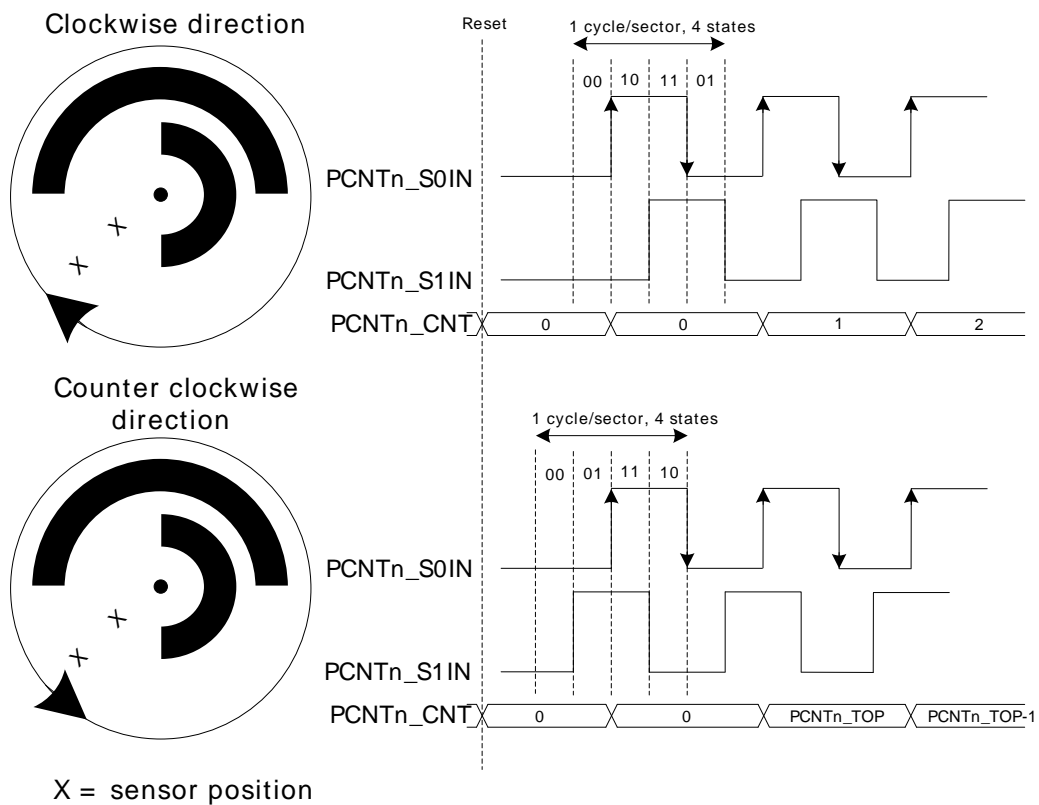 Clockwise direction
Reset
1 cycle/sector, 4 states
00 10 11 01
PCNTn_S0IN
X
X
PCNTn_S1IN
PCNTn_CNT 0 0 1 2
Counter clockwise
direction
1 cycle/sector, 4 states
00 01 11 10
PCNTn_S0IN
X
X
PCNTn_S1IN
PCNTn_CNT 0 0 PCNTn_TOP PCNTn_TOP-1
X = sensor position